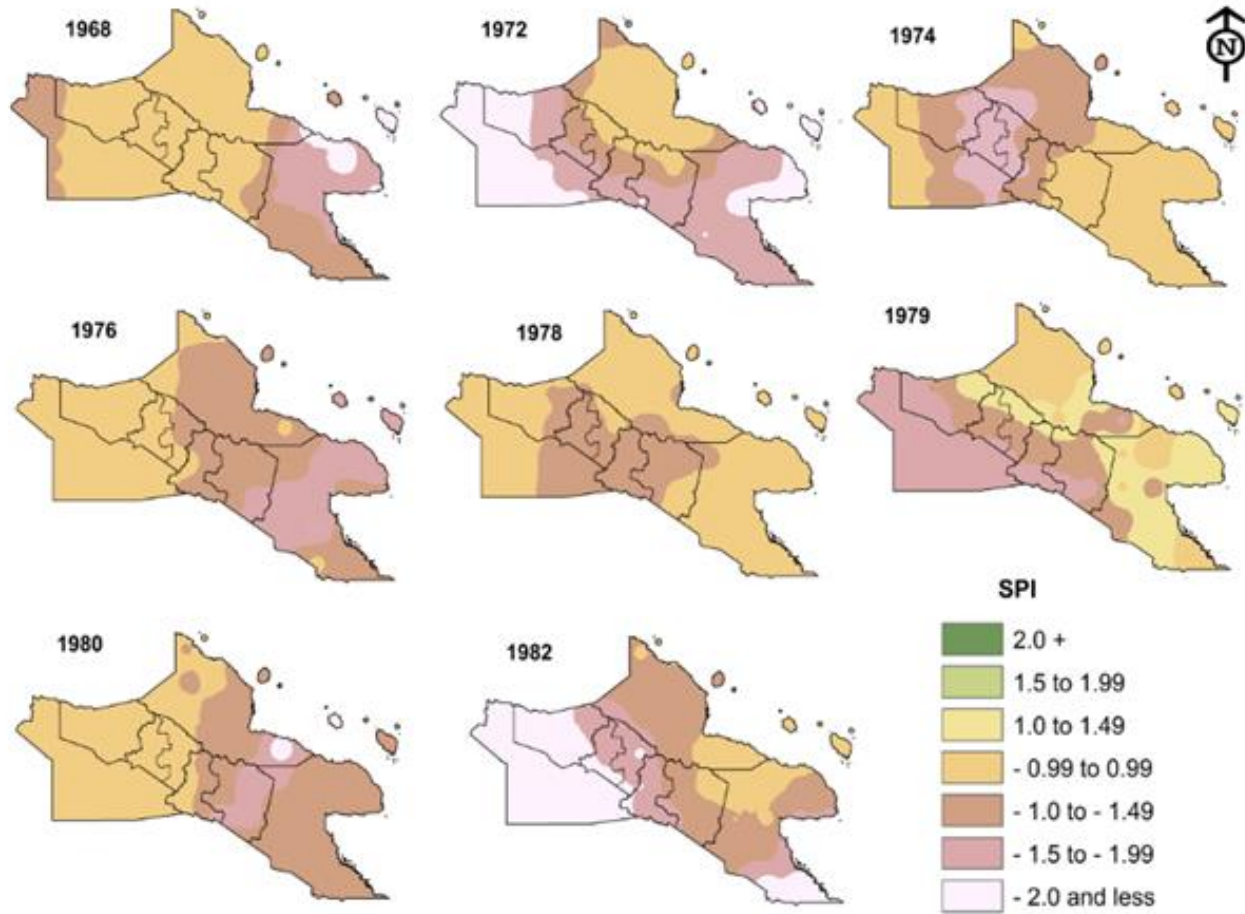 1968
1972
1974
N
1976
1978
1979
SPI
2.0 +
1.5 to 1.99
1.0 to 1.49
- 0.99 to 0.99
- 1.0 to - 1.49
- 1.5 to - 1.99
- 2.0 and less
1980
1982